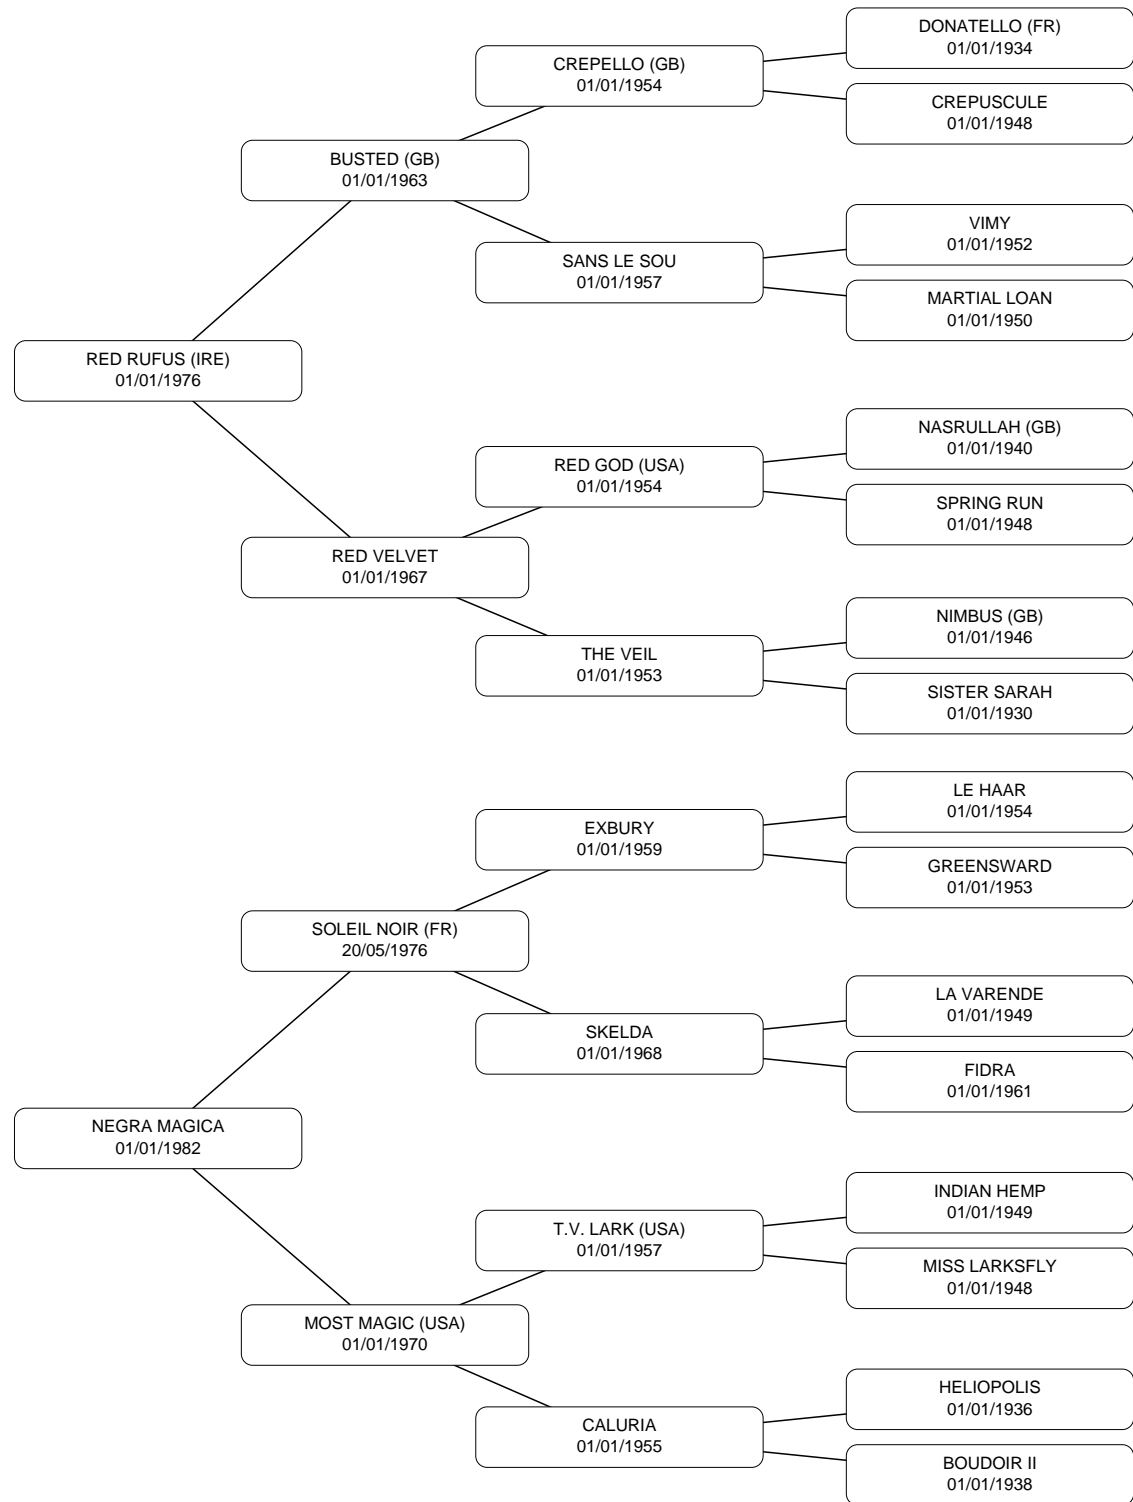 DONATELLO (FR)
01/01/1934
CREPELLO (GB)
01/01/1954
CREPUSCULE
01/01/1948
BUSTED (GB)
01/01/1963
VIMY
01/01/1952
SANS LE SOU
01/01/1957
MARTIAL LOAN
01/01/1950
RED RUFUS (IRE)
01/01/1976
NASRULLAH (GB)
01/01/1940
RED GOD (USA)
01/01/1954
SPRING RUN
01/01/1948
RED VELVET
01/01/1967
NIMBUS (GB)
01/01/1946
THE VEIL
01/01/1953
SISTER SARAH
01/01/1930
LE HAAR
01/01/1954
EXBURY
01/01/1959
GREENSWARD
01/01/1953
SOLEIL NOIR (FR)
20/05/1976
LA VARENDE
01/01/1949
SKELDA
01/01/1968
FIDRA
01/01/1961
NEGRA MAGICA
01/01/1982
INDIAN HEMP
01/01/1949
T.V. LARK (USA)
01/01/1957
MISS LARKSFLY
01/01/1948
MOST MAGIC (USA)
01/01/1970
HELIOPOLIS
01/01/1936
CALURIA
01/01/1955
BOUDOIR II
01/01/1938